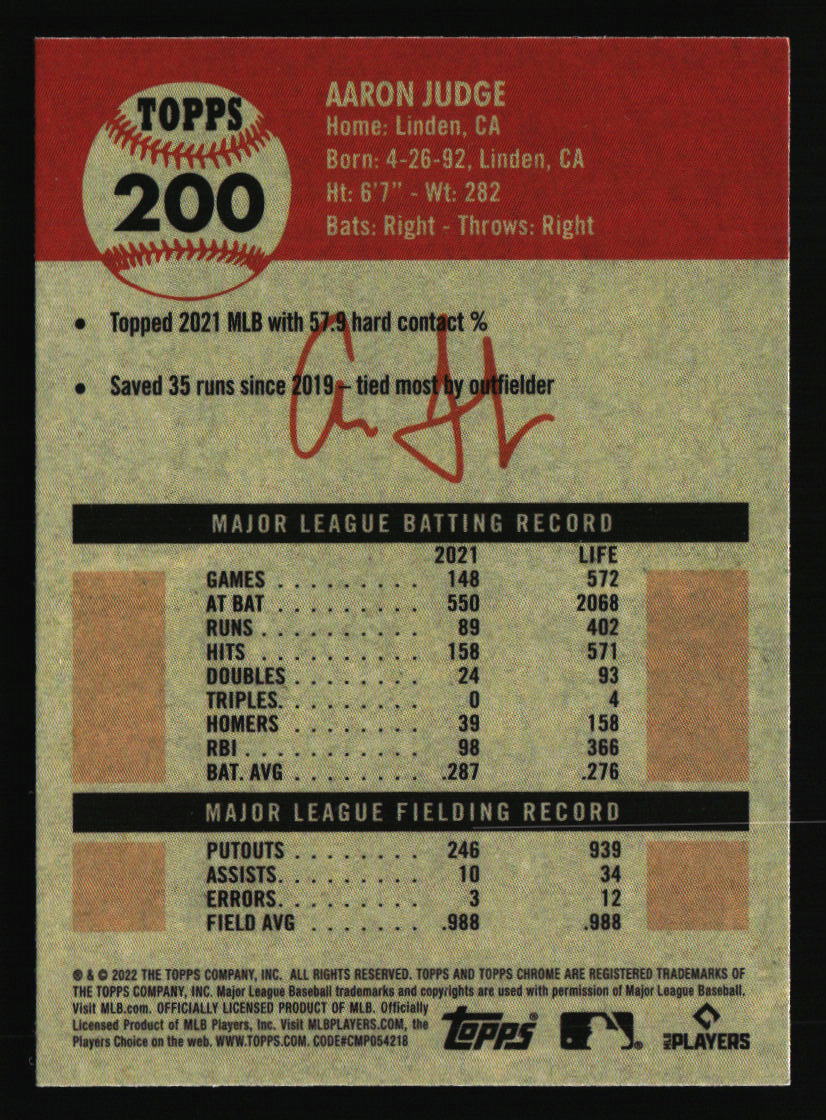 TOPPS
200
AARON JUDGE
Home: Linden, CA
Born: 4-26-92, Linden, CA
Ht: 6'7" - Wt: 282
Bats: Right - Throws: Right
• Topped 2021 MLB with 57.9 hard contact %
• Saved 35 runs since 2019 – tied most by outfielder
MAJOR LEAGUE BATTING RECORD
2021 LIFE
GAMES . . . . . . . . . . 148 572
AT BAT . . . . . . . . . . 550 2068
RUNS . . . . . . . . . . . 89 402
HITS . . . . . . . . . . . 158 571
DOUBLES . . . . . . . . . 24 93
TRIPLES. . . . . . . . . . 0 4
HOMERS . . . . . . . . . 39 158
RBI . . . . . . . . . . . . 98 366
BAT. AVG . . . . . . . . .287 .276
MAJOR LEAGUE FIELDING RECORD
PUTOUTS . . . . . . . . 246 939
ASSISTS. . . . . . . . . . 10 34
ERRORS. . . . . . . . . . 3 12
FIELD AVG . . . . . . . .988 .988
® & © 2022 THE TOPPS COMPANY, INC. ALL RIGHTS RESERVED. TOPPS AND TOPPS CHROME ARE REGISTERED TRADEMARKS OF
THE TOPPS COMPANY, INC. Major League Baseball trademarks and copyrights are used with permission of Major League Baseball.
Visit MLB.com. OFFICIALLY LICENSED PRODUCT OF MLB. Officially
Licensed Product of MLB Players, Inc. Visit MLBPLAYERS.COM, the
Players Choice on the web. WWW.TOPPS.COM. CODE#CMP054218
Topps®
MLB PLAYERS